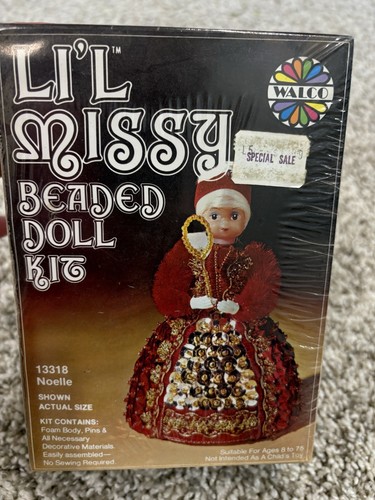 LI'L™
MISSY
BEADED
DOLL
KIT
WALCO
SPECIAL SALE
13318
Noelle
SHOWN
ACTUAL SIZE
KIT CONTAINS:
Foam Body, Pins &
All Necessary
Decorative Materials.
Easily assembled—
No Sewing Required.
Suitable For Ages 8 to 75
Not Intended As A Child's Toy